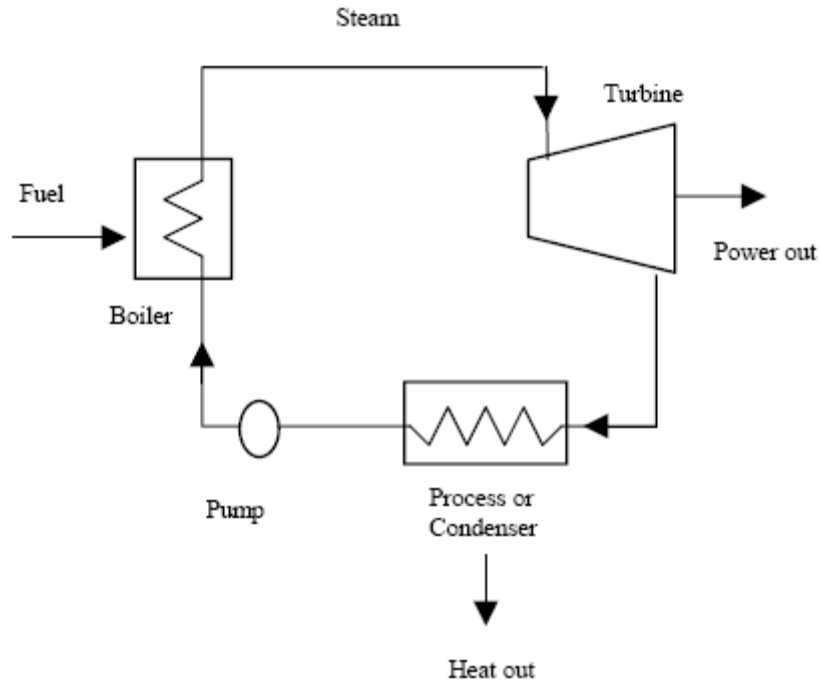 Steam
Turbine
Fuel
Power out
Boiler
Pump
Process or
Condenser
Heat out